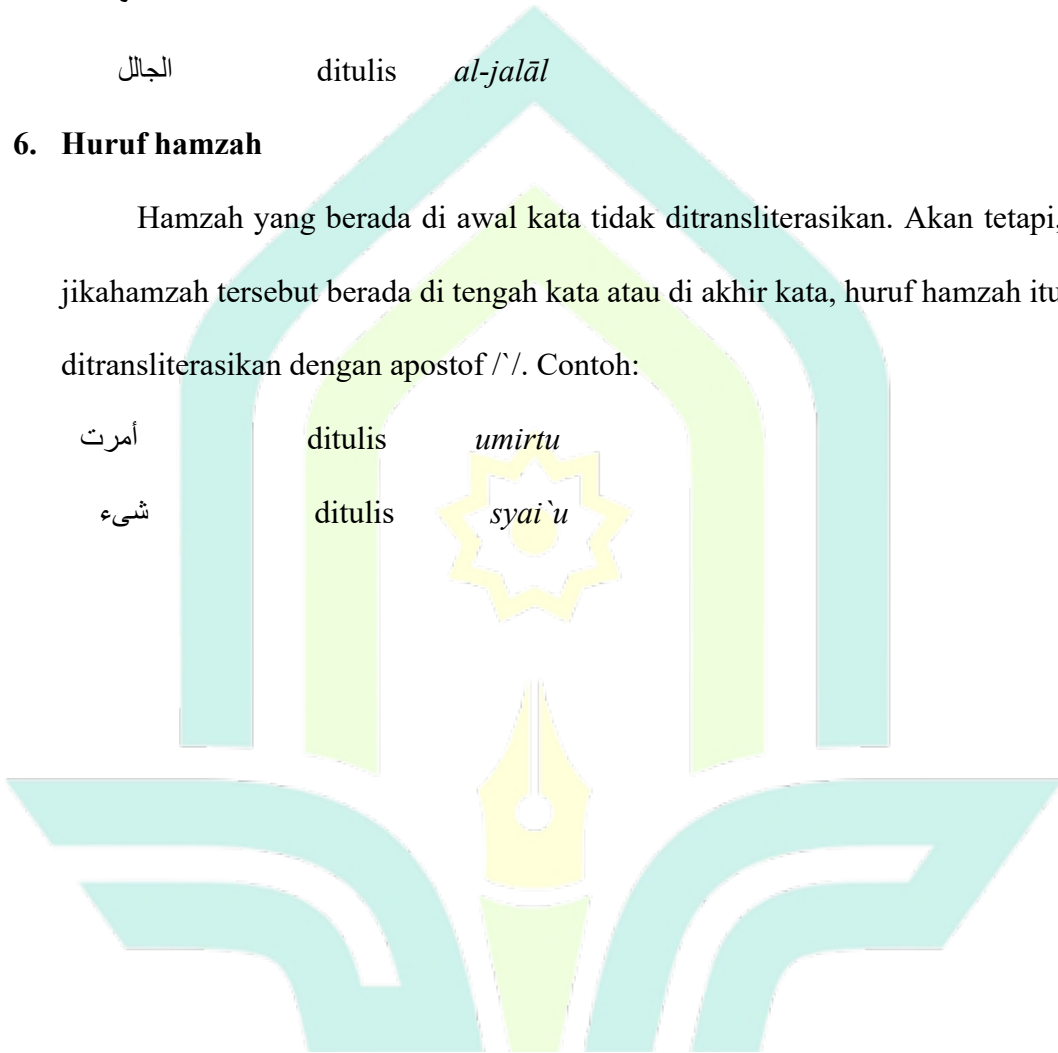 الجالل ditulis al-jalāl
6. Huruf hamzah
Hamzah yang berada di awal kata tidak ditransliterasikan. Akan tetapi,
jikahamzah tersebut berada di tengah kata atau di akhir kata, huruf hamzah itu
ditransliterasikan dengan apostof /`/. Contoh:
أمرت ditulis umirtu
شىء ditulis syai`u